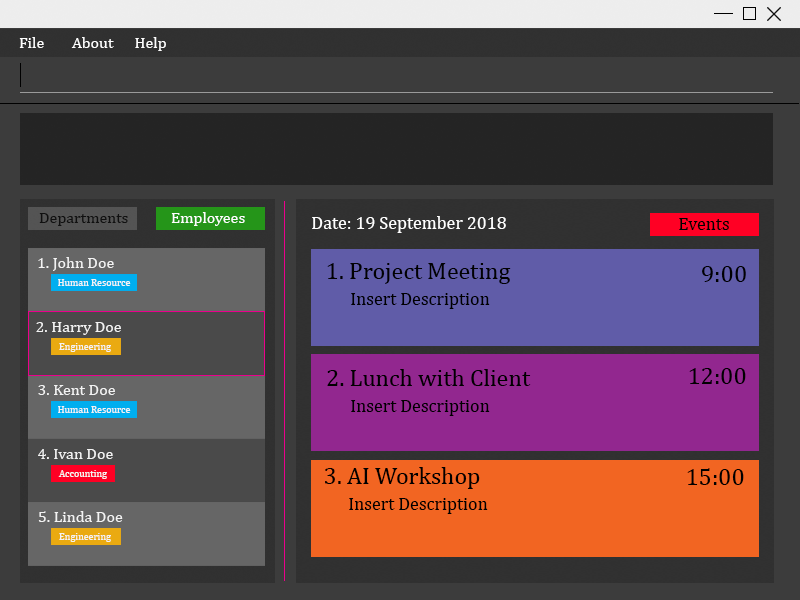 File About Help
Departments Employees
1. John Doe
Human Resource
2. Harry Doe
Engineering
3. Kent Doe
Human Resource
4. Ivan Doe
Accounting
5. Linda Doe
Engineering
Date: 19 September 2018 Events
1. Project Meeting 9:00
Insert Description
2. Lunch with Client 12:00
Insert Description
3. AI Workshop 15:00
Insert Description